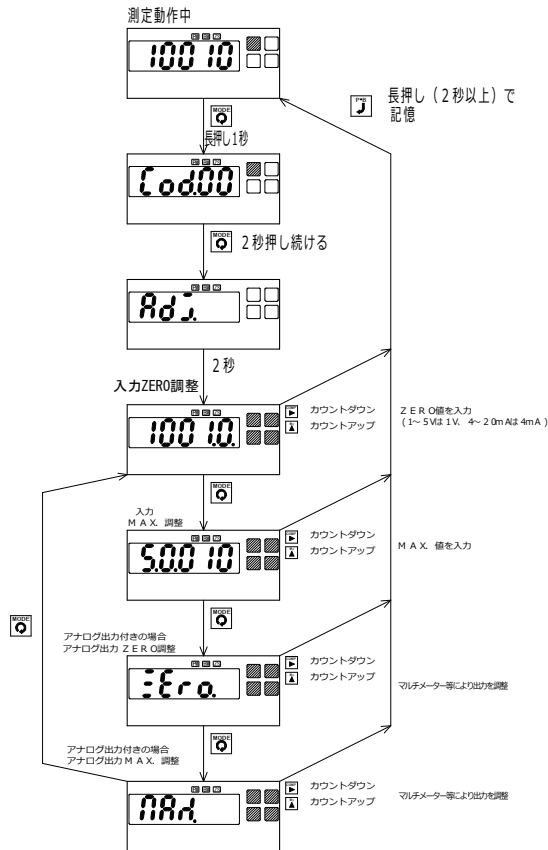 測定動作中
10010
長押し（２秒以上）で
記憶
MODE
長押し1秒
Cod.00
MODE
２秒押し続ける
Adj.
２秒
入力ZERO調整
1001.0.
カウントダウン
カウントアップ
ＺＥＲＯ値を入力
(1～5Vは1V、4～20mAは4mA)
MODE
入力
ＭＡＸ．調整
5.0.0 10
カウントダウン
カウントアップ
ＭＡＸ．値を入力
MODE
MODE
アナログ出力付きの場合
アナログ出力ＺＥＲＯ調整
ZEro.
カウントダウン
カウントアップ
マルチメーター等により出力を調整
MODE
アナログ出力付きの場合
アナログ出力ＭＡＸ．調整
MAX.
カウントダウン
カウントアップ
マルチメーター等により出力を調整